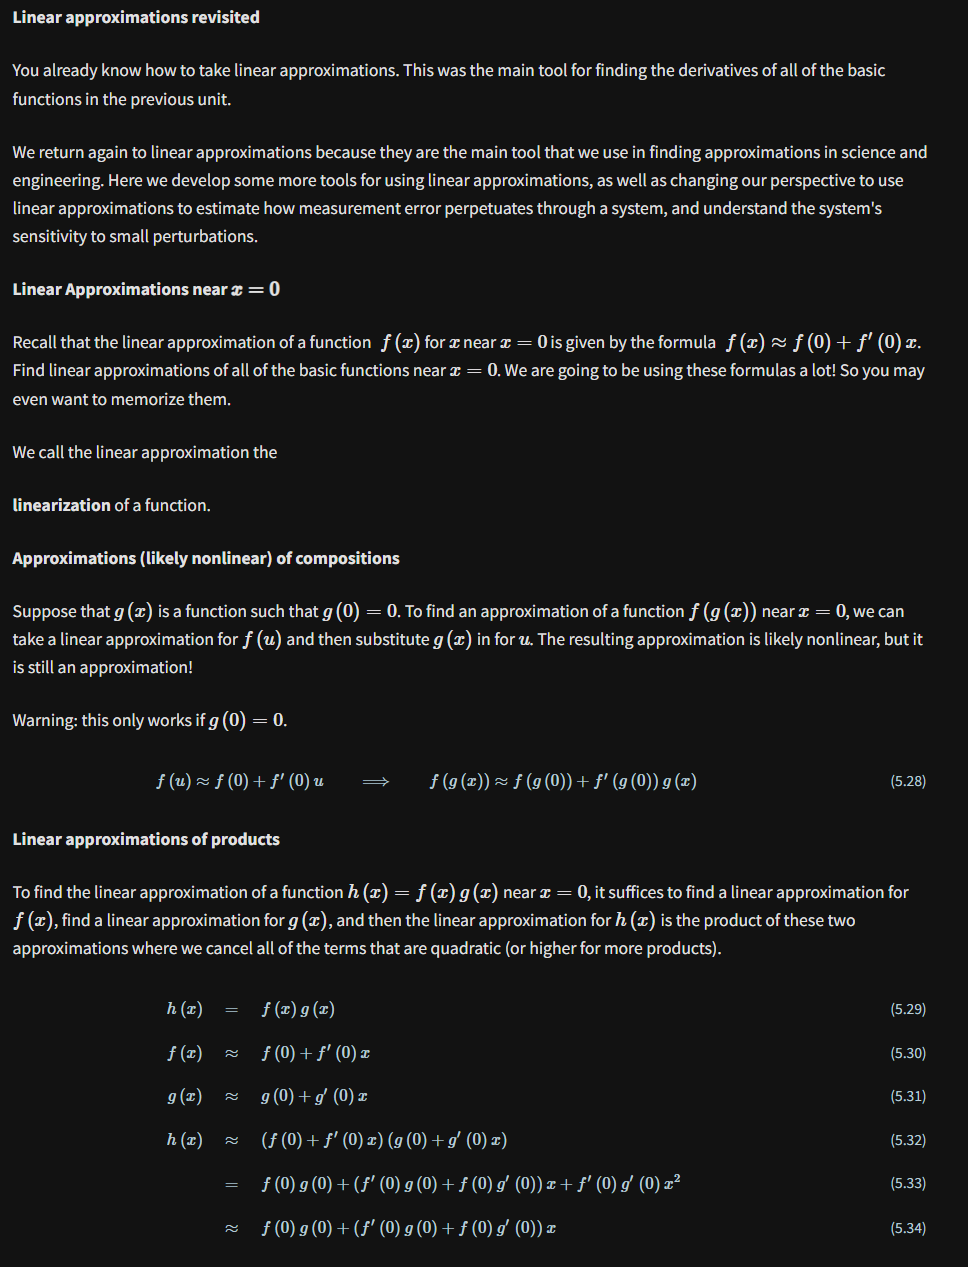 Linear approximations revisited
You already know how to take linear approximations. This was the main tool for finding the derivatives of all of the basic
functions in the previous unit.
We return again to linear approximations because they are the main tool that we use in finding approximations in science and
engineering. Here we develop some more tools for using linear approximations, as well as changing our perspective to use
linear approximations to estimate how measurement error perpetuates through a system, and understand the system's
sensitivity to small perturbations.
Linear Approximations near x = 0
Recall that the linear approximation of a function f (x) for x near x = 0 is given by the formula f (x) ≈ f (0) + f′ (0) x.
Find linear approximations of all of the basic functions near x = 0. We are going to be using these formulas a lot! So you may
even want to memorize them.
We call the linear approximation the
linearization of a function.
Approximations (likely nonlinear) of compositions
Suppose that g (x) is a function such that g (0) = 0. To find an approximation of a function f (g (x)) near x = 0, we can
take a linear approximation for f (u) and then substitute g (x) in for u. The resulting approximation is likely nonlinear, but it
is still an approximation!
Warning: this only works if g (0) = 0.
f (u) ≈ f (0) + f′ (0) u ⟹ f (g (x)) ≈ f (g (0)) + f′ (g (0)) g (x) (5.28)
Linear approximations of products
To find the linear approximation of a function h (x) = f (x) g (x) near x = 0, it suffices to find a linear approximation for
f (x), find a linear approximation for g (x), and then the linear approximation for h (x) is the product of these two
approximations where we cancel all of the terms that are quadratic (or higher for more products).
h (x) = f (x) g (x) (5.29)
f (x) ≈ f (0) + f′ (0) x (5.30)
g (x) ≈ g (0) + g′ (0) x (5.31)
h (x) ≈ (f (0) + f′ (0) x) (g (0) + g′ (0) x) (5.32)
= f (0) g (0) + (f′ (0) g (0) + f (0) g′ (0)) x + f′ (0) g′ (0) x² (5.33)
≈ f (0) g (0) + (f′ (0) g (0) + f (0) g′ (0)) x (5.34)